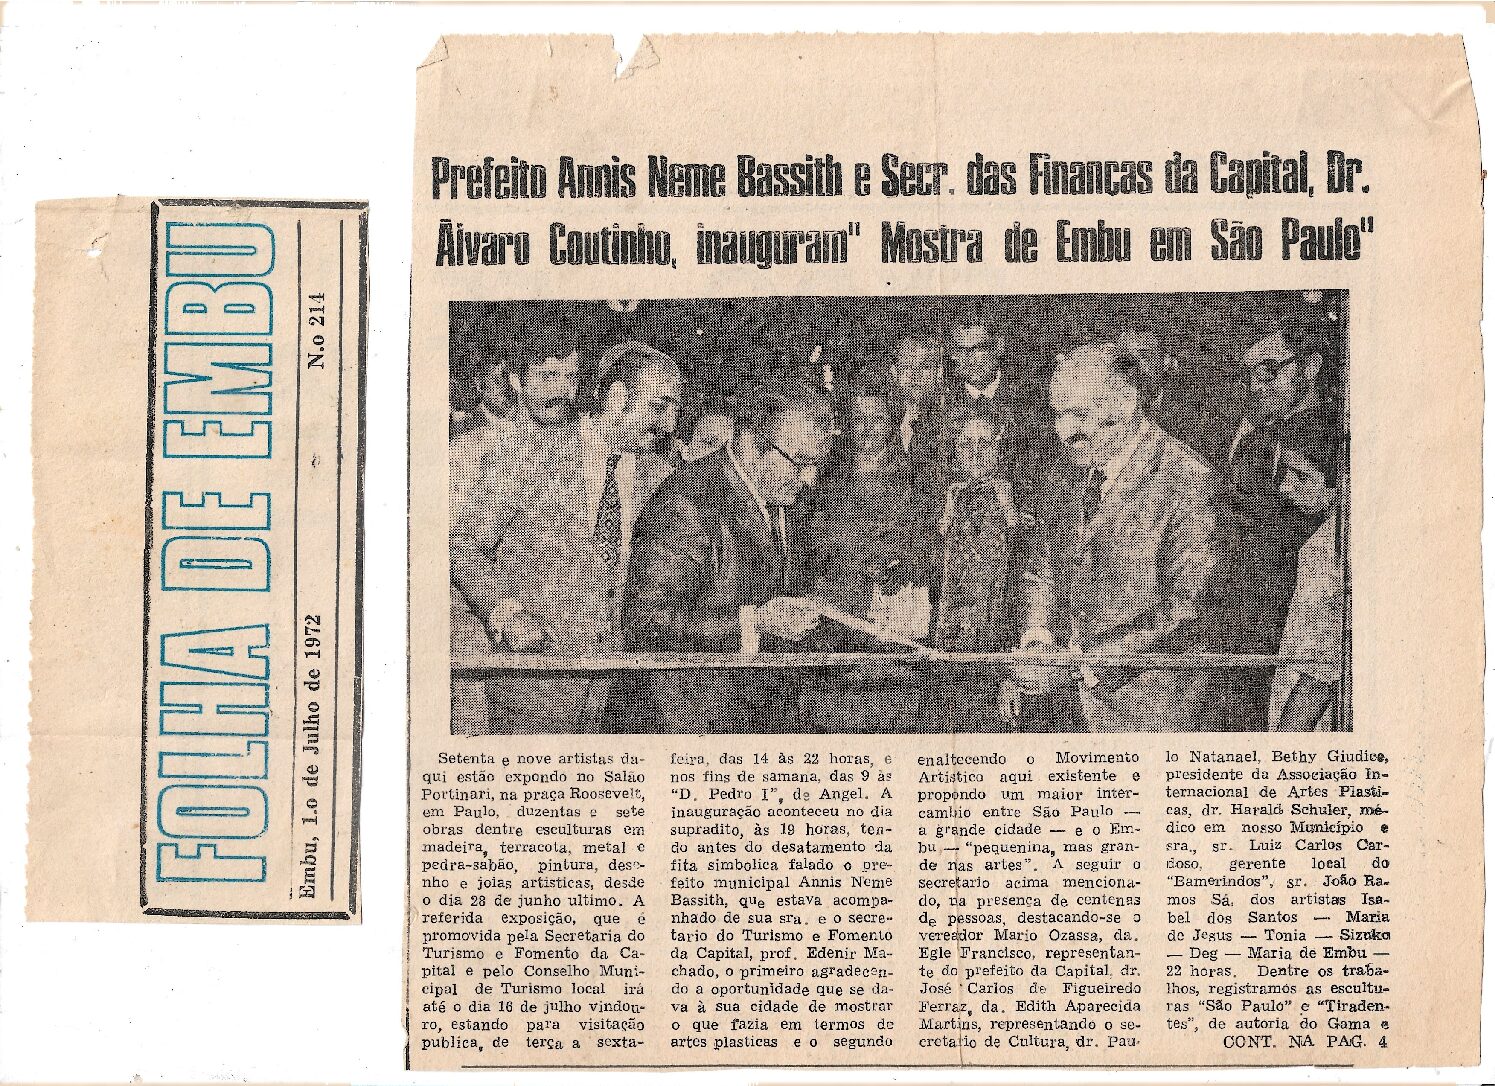 FOLHA DE EMBU
Embu, 1.o de Julho de 1972 N.o 214
Prefeito Annis Neme Bassith e Secr. das Finanças da Capital, Dr.
Álvaro Coutinho, inauguram" Mostra de Embu em São Paulo"
Setenta e nove artistas da-
qui estão expondo no Salão
Portinari, na praça Roosevelt,
em Paulo, duzentas e sete
obras dentre esculturas em
madeira, terracota, metal e
pedra-sabão, pintura, dese-
nho e joias artisticas, desde
o dia 28 de junho ultimo. A
referida exposição, que é
promovida pela Secretaria do
Turismo e Fomento da Ca-
pital e pelo Conselho Muni-
cipal de Turismo local irá
até o dia 16 de julho vindou-
ro, estando para visitação
publica, de terça a sexta-
feira, das 14 às 22 horas, e
nos fins de semana, das 9 às
"D. Pedro I", de Angel. A
inauguração aconteceu no dia
supradito, às 19 horas, ten-
do antes do desatamento da
fita simbolica falado o pre-
feito municipal Annis Neme
Bassith, que estava acompa-
nhado de sua sra. e o secre-
tario do Turismo e Fomento
da Capital, prof. Edenir Ma-
chado, o primeiro agradecen-
do a oportunidade que se da-
va à sua cidade de mostrar
o que fazia em termos de
artes plasticas e o segundo
enaltecendo o Movimento
Artistico aqui existente e
propondo um maior inter-
cambio entre São Paulo —
a grande cidade — e o Em-
bu — "pequenina, mas gran-
de nas artes". A seguir o
secretario acima menciona-
do, na presença de centenas
de pessoas, destacando-se o
vereador Mario Ozassa, da.
Egle Francisco, representan-
te do prefeito da Capital, dr.
José Carlos de Figueiredo
Ferraz, da. Edith Aparecida
Martins, representando o se-
cretario de Cultura, dr. Pau-
lo Natanael, Bethy Giudice,
presidente da Associação In-
ternacional de Artes Plasti-
cas, dr. Harald Schuler, mé-
dico em nosso Município e
sra., sr. Luiz Carlos Car-
doso, gerente local do
"Bamerindos", sr. João Ra-
mos Sá, dos artistas Isa-
bel dos Santos — Maria
de Jesus — Tonia — Sizuko
— Deg — Maria de Embu —
22 horas. Dentre os traba-
lhos, registramos as escultu-
ras "São Paulo" e "Tiraden-
tes", de autoria do Gama e
CONT. NA PAG. 4